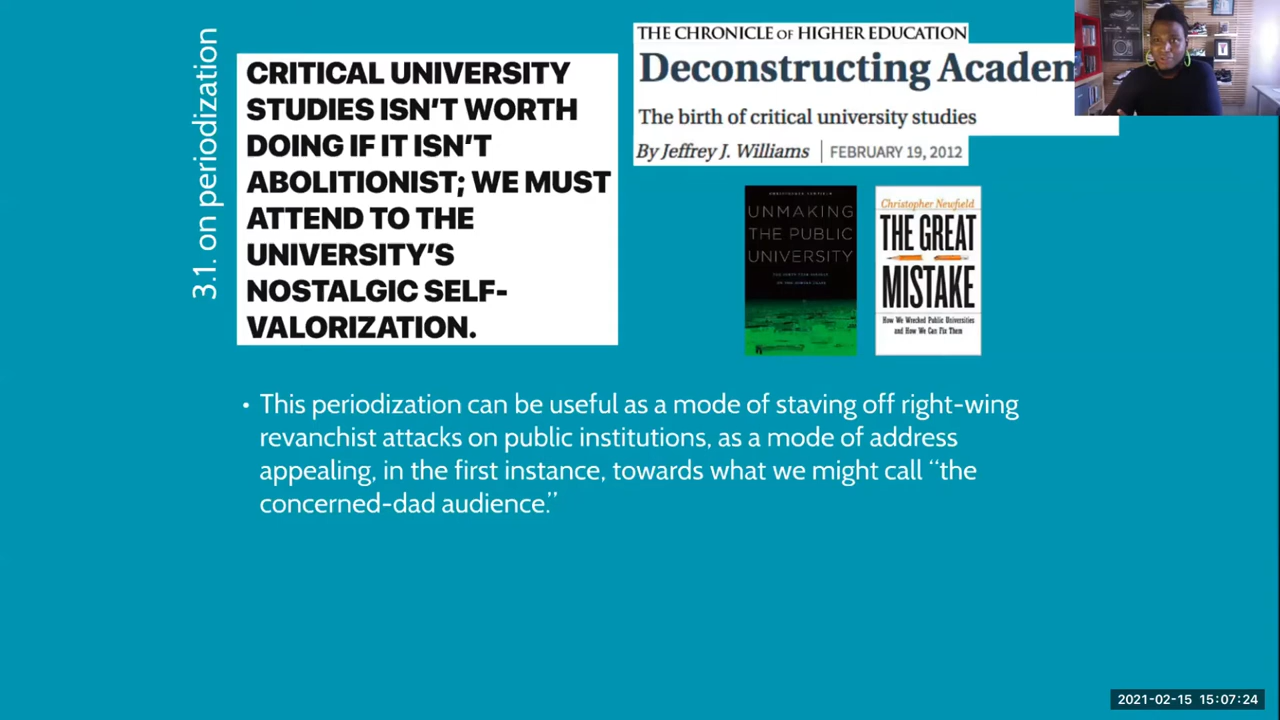 3.1. on periodization
CRITICAL UNIVERSITY
STUDIES ISN'T WORTH
DOING IF IT ISN'T
ABOLITIONIST; WE MUST
ATTEND TO THE
UNIVERSITY'S
NOSTALGIC SELF-
VALORIZATION.
THE CHRONICLE OF HIGHER EDUCATION
Deconstructing Academ
The birth of critical university studies
By Jeffrey J. Williams | FEBRUARY 19, 2012
CHRISTOPHER NEWFIELD
UNMAKING
THE PUBLIC
UNIVERSITY
Christopher Newfield
THE GREAT
MISTAKE
How We Wrecked Public Universities
and How We Can Fix Them
• This periodization can be useful as a mode of staving off right-wing
revanchist attacks on public institutions, as a mode of address
appealing, in the first instance, towards what we might call “the
concerned-dad audience.”
2021-02-15 15:07:24